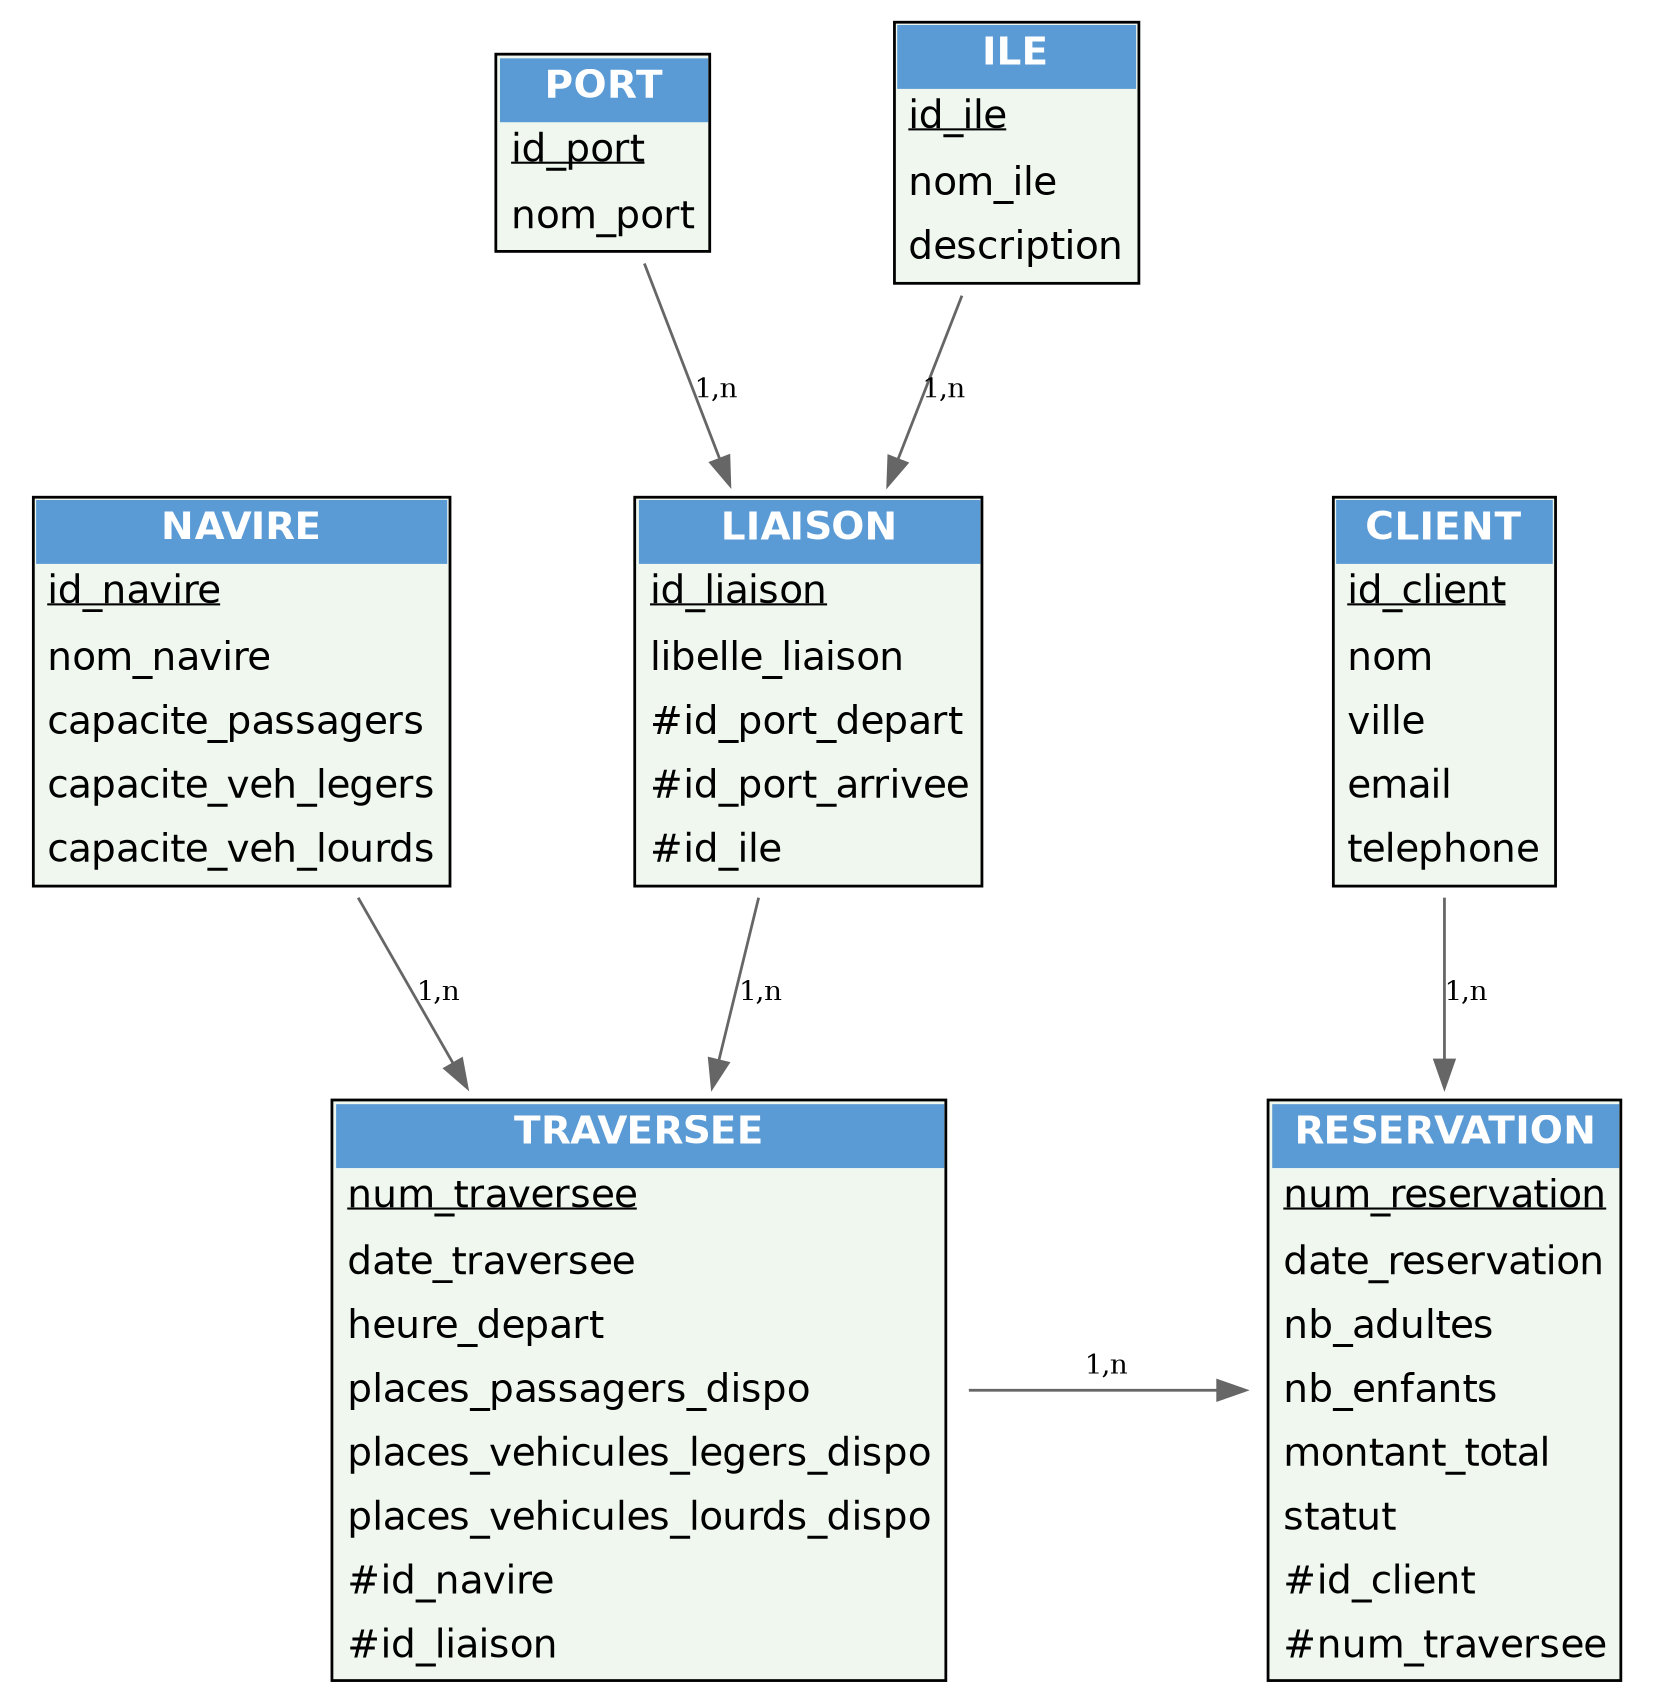 PORT
id_port
nom_port
ILE
id_ile
nom_ile
description
1,n
1,n
NAVIRE
id_navire
nom_navire
capacite_passagers
capacite_veh_legers
capacite_veh_lourds
LIAISON
id_liaison
libelle_liaison
#id_port_depart
#id_port_arrivee
#id_ile
CLIENT
id_client
nom
ville
email
telephone
1,n
1,n
1,n
TRAVERSEE
num_traversee
date_traversee
heure_depart
places_passagers_dispo
places_vehicules_legers_dispo
places_vehicules_lourds_dispo
#id_navire
#id_liaison
1,n
RESERVATION
num_reservation
date_reservation
nb_adultes
nb_enfants
montant_total
statut
#id_client
#num_traversee